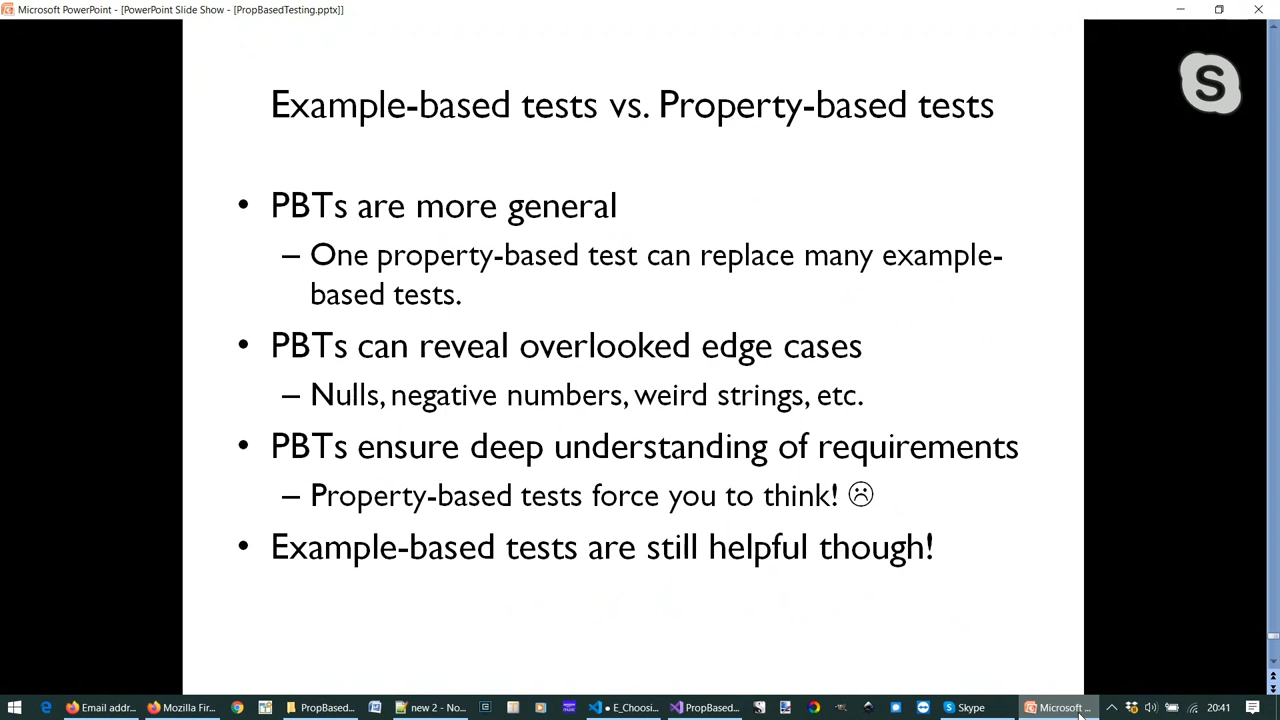 Microsoft PowerPoint - [PowerPoint Slide Show - [PropBasedTesting.pptx]]
S
Example-based tests vs. Property-based tests
• PBTs are more general
– One property-based test can replace many example-
based tests.
• PBTs can reveal overlooked edge cases
– Nulls, negative numbers, weird strings, etc.
• PBTs ensure deep understanding of requirements
– Property-based tests force you to think! ☹
• Example-based tests are still helpful though!
Email addr... Mozilla Fir... PropBased... new 2 - No... • E_Choosi... PropBased... Skype Microsoft ... 20:41